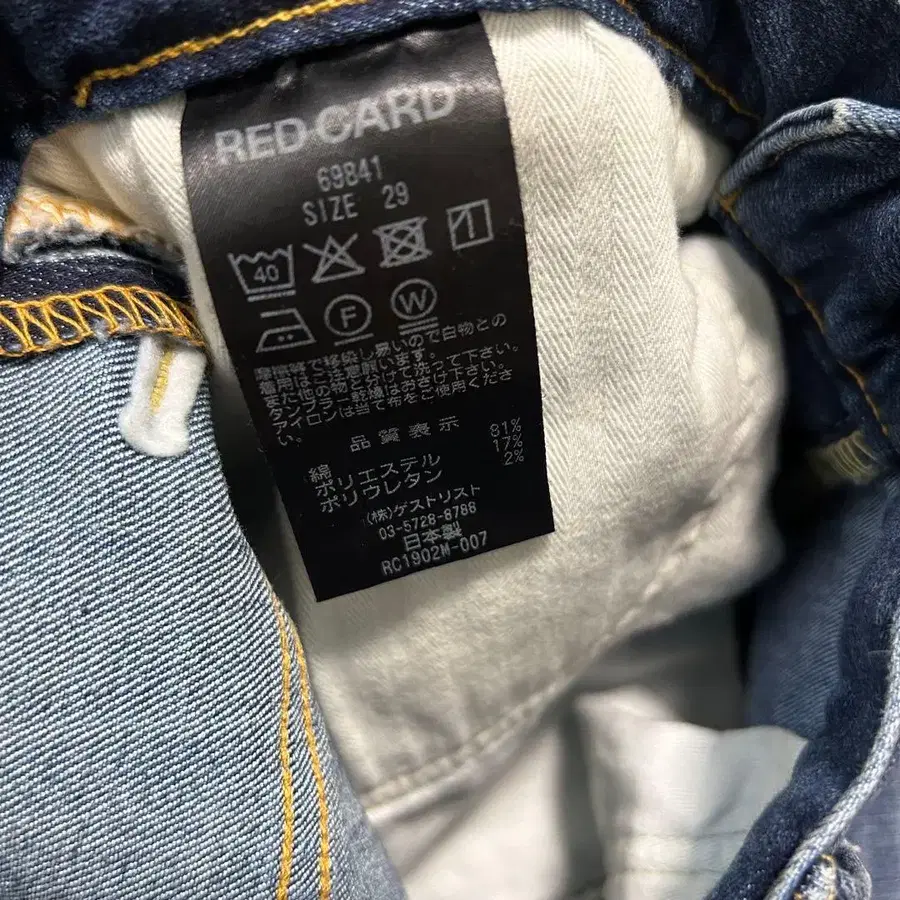 RED CARD
69841
SIZE 29
40
F W
摩擦等で移染し易いので白物との
着用はご注意願います。
また他の物と分けて洗って下さい。
タンブラー乾燥はおさけ下さい。
アイロンは当て布をご使用くださ
い。
品質表示
綿 81%
ポリエステル 17%
ポリウレタン 2%
(株)ゲストリスト
03-5728-8788
日本製
RC1902M-007